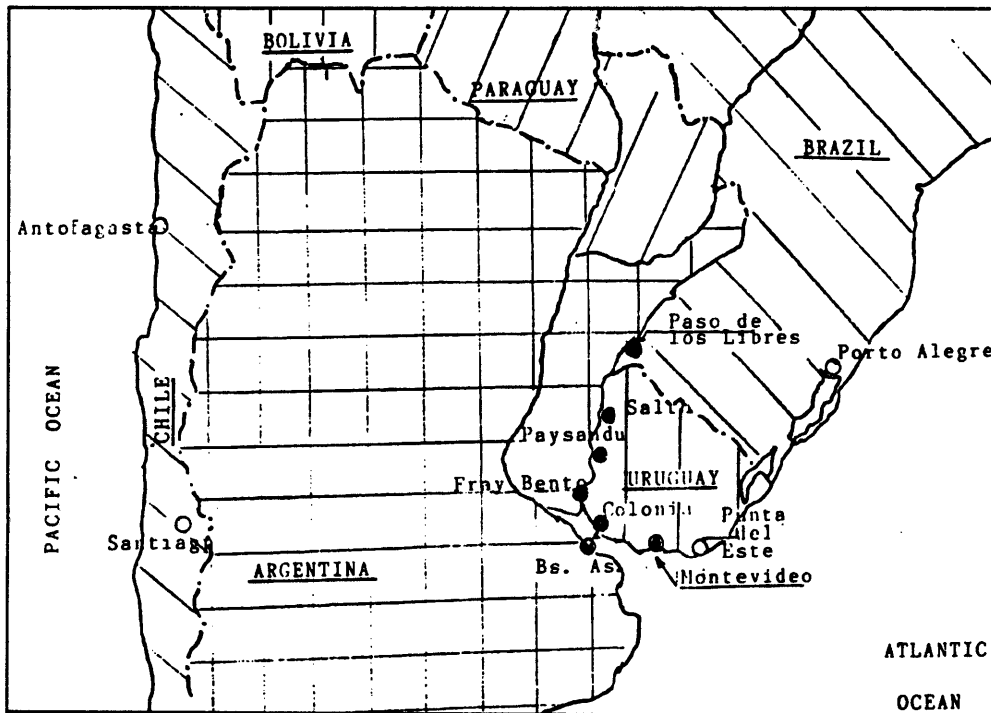 BOLIVIA
PARAGUAY
BRAZIL
Antofagasta
Paso de
los Libres
Porto Alegre
PACIFIC OCEAN
CHILE
Paysandu
Fray Bento
URUGUAY
Colonia
Punta
del
Este
Santiago
ARGENTINA
Bs. As.
Montevideo
ATLANTIC
OCEAN